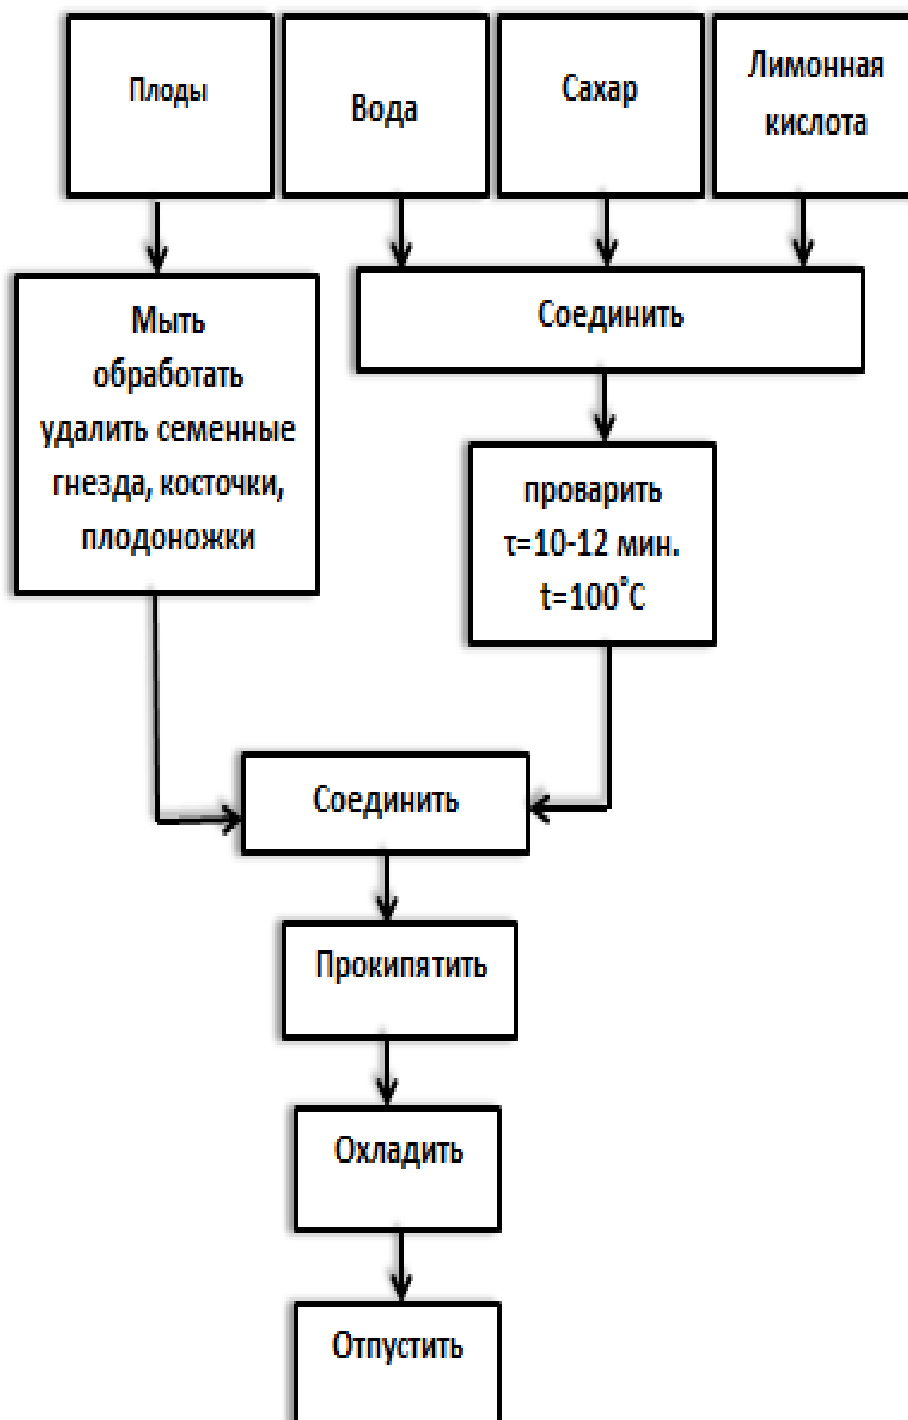 Плоды
Вода
Сахар
Лимонная
кислота
Мыть
обработать
удалить семенные
гнезда, косточки,
плодоножки
Соединить
проварить
τ=10-12 мин.
t=100˚С
Соединить
Прокипятить
Охладить
Отпустить